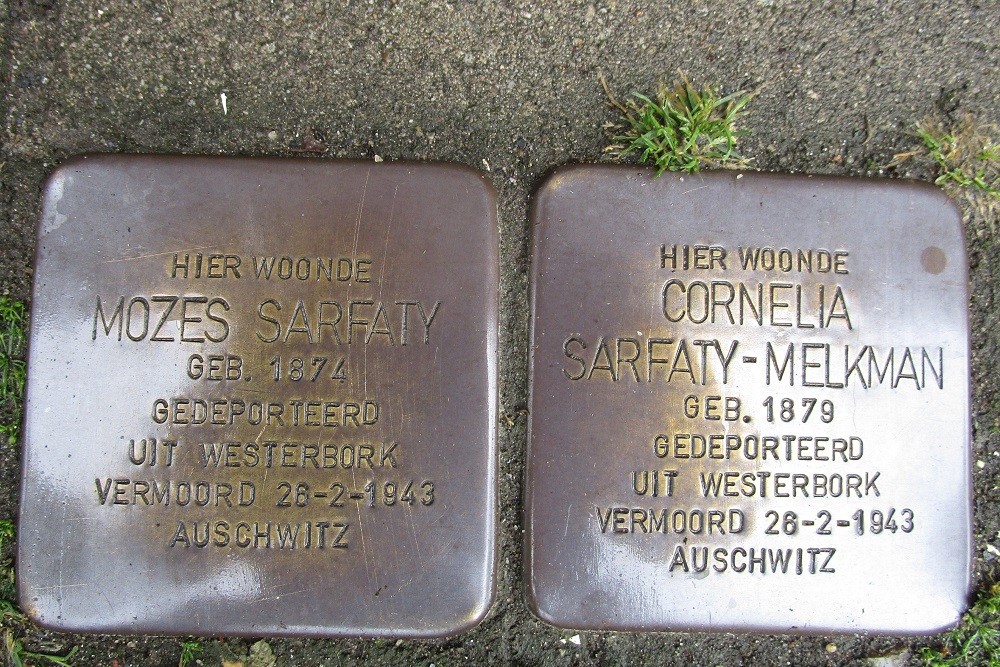 HIER WOONDE
MOZES SARFATY
GEB. 1874
GEDEPORTEERD
UIT WESTERBORK
VERMOORD 26-2-1943
AUSCHWITZ
HIER WOONDE
CORNELIA
SARFATY-MELKMAN
GEB. 1879
GEDEPORTEERD
UIT WESTERBORK
VERMOORD 26-2-1943
AUSCHWITZ